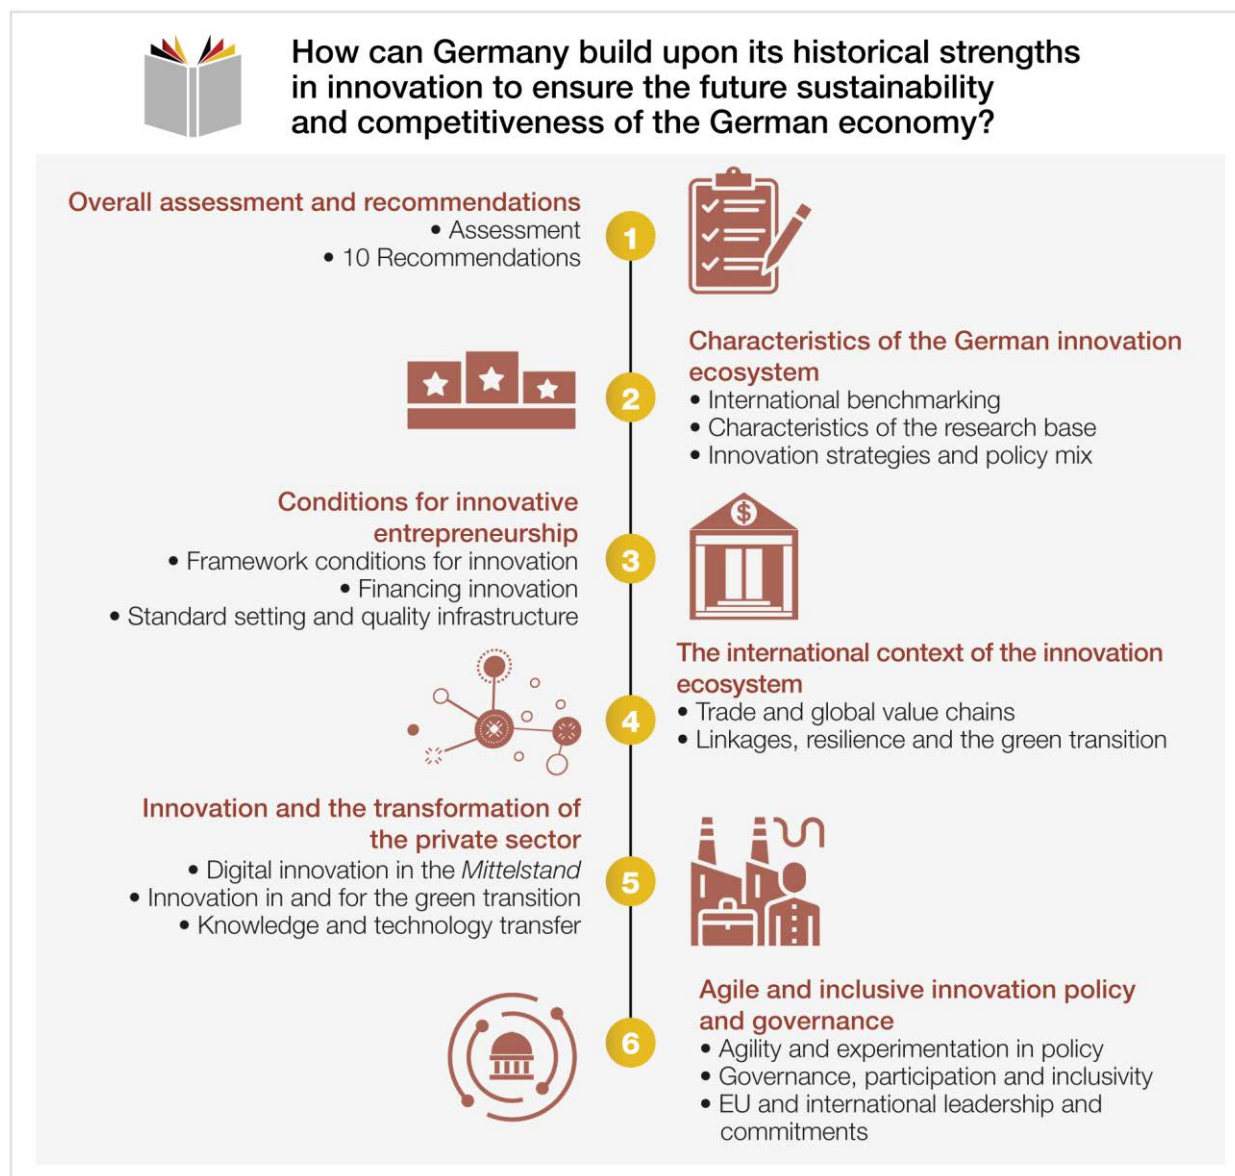 How can Germany build upon its historical strengths
in innovation to ensure the future sustainability
and competitiveness of the German economy?
Overall assessment and recommendations
• Assessment
• 10 Recommendations
1
Characteristics of the German innovation
ecosystem
• International benchmarking
• Characteristics of the research base
• Innovation strategies and policy mix
2
Conditions for innovative
entrepreneurship
• Framework conditions for innovation
• Financing innovation
• Standard setting and quality infrastructure
3
$
The international context of the innovation
ecosystem
• Trade and global value chains
• Linkages, resilience and the green transition
4
Innovation and the transformation of
the private sector
• Digital innovation in the Mittelstand
• Innovation in and for the green transition
• Knowledge and technology transfer
5
Agile and inclusive innovation policy
and governance
• Agility and experimentation in policy
• Governance, participation and inclusivity
• EU and international leadership and
commitments
6